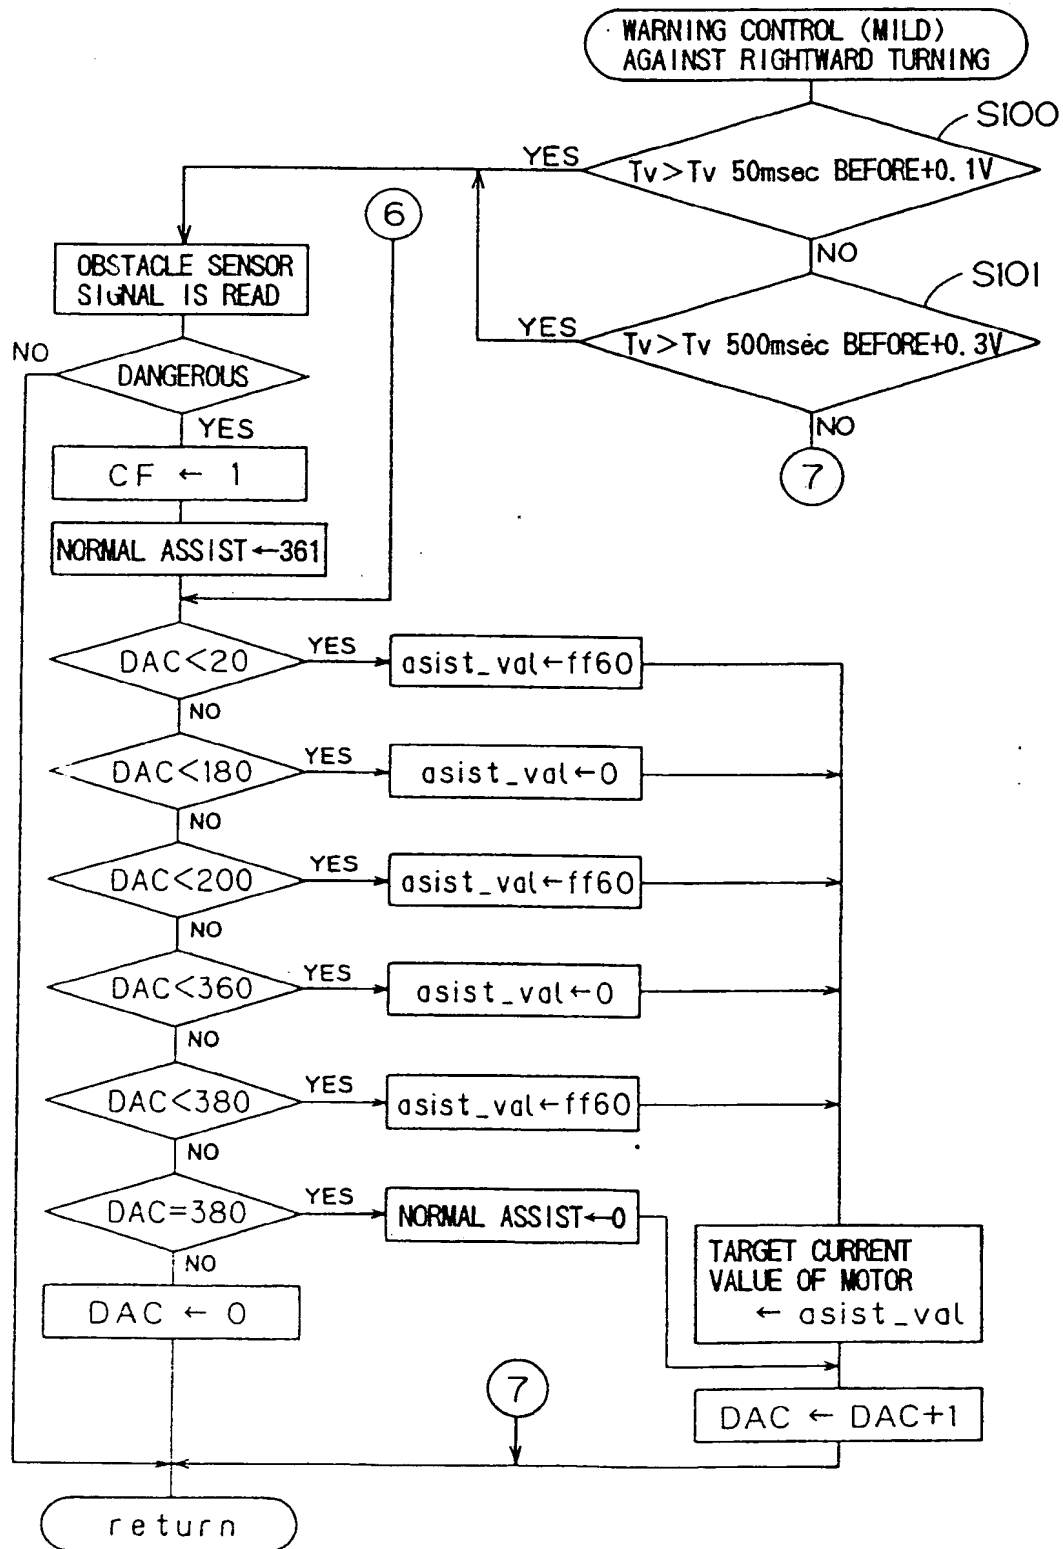 WARNING CONTROL (MILD)
AGAINST RIGHTWARD TURNING
S100
YES
Tv>Tv 50msec BEFORE+0.1V
NO
6
OBSTACLE SENSOR
SIGNAL IS READ
S101
YES
Tv>Tv 500msec BEFORE+0.3V
NO
7
NO
DANGEROUS
YES
CF ← 1
NORMAL ASSIST←361
DAC<20
YES
asist_val←ff60
NO
DAC<180
YES
asist_val←0
NO
DAC<200
YES
asist_val←ff60
NO
DAC<360
YES
asist_val←0
NO
DAC<380
YES
asist_val←ff60
NO
DAC=380
YES
NORMAL ASSIST←0
NO
TARGET CURRENT
VALUE OF MOTOR
← asist_val
DAC ← 0
7
DAC ← DAC+1
return